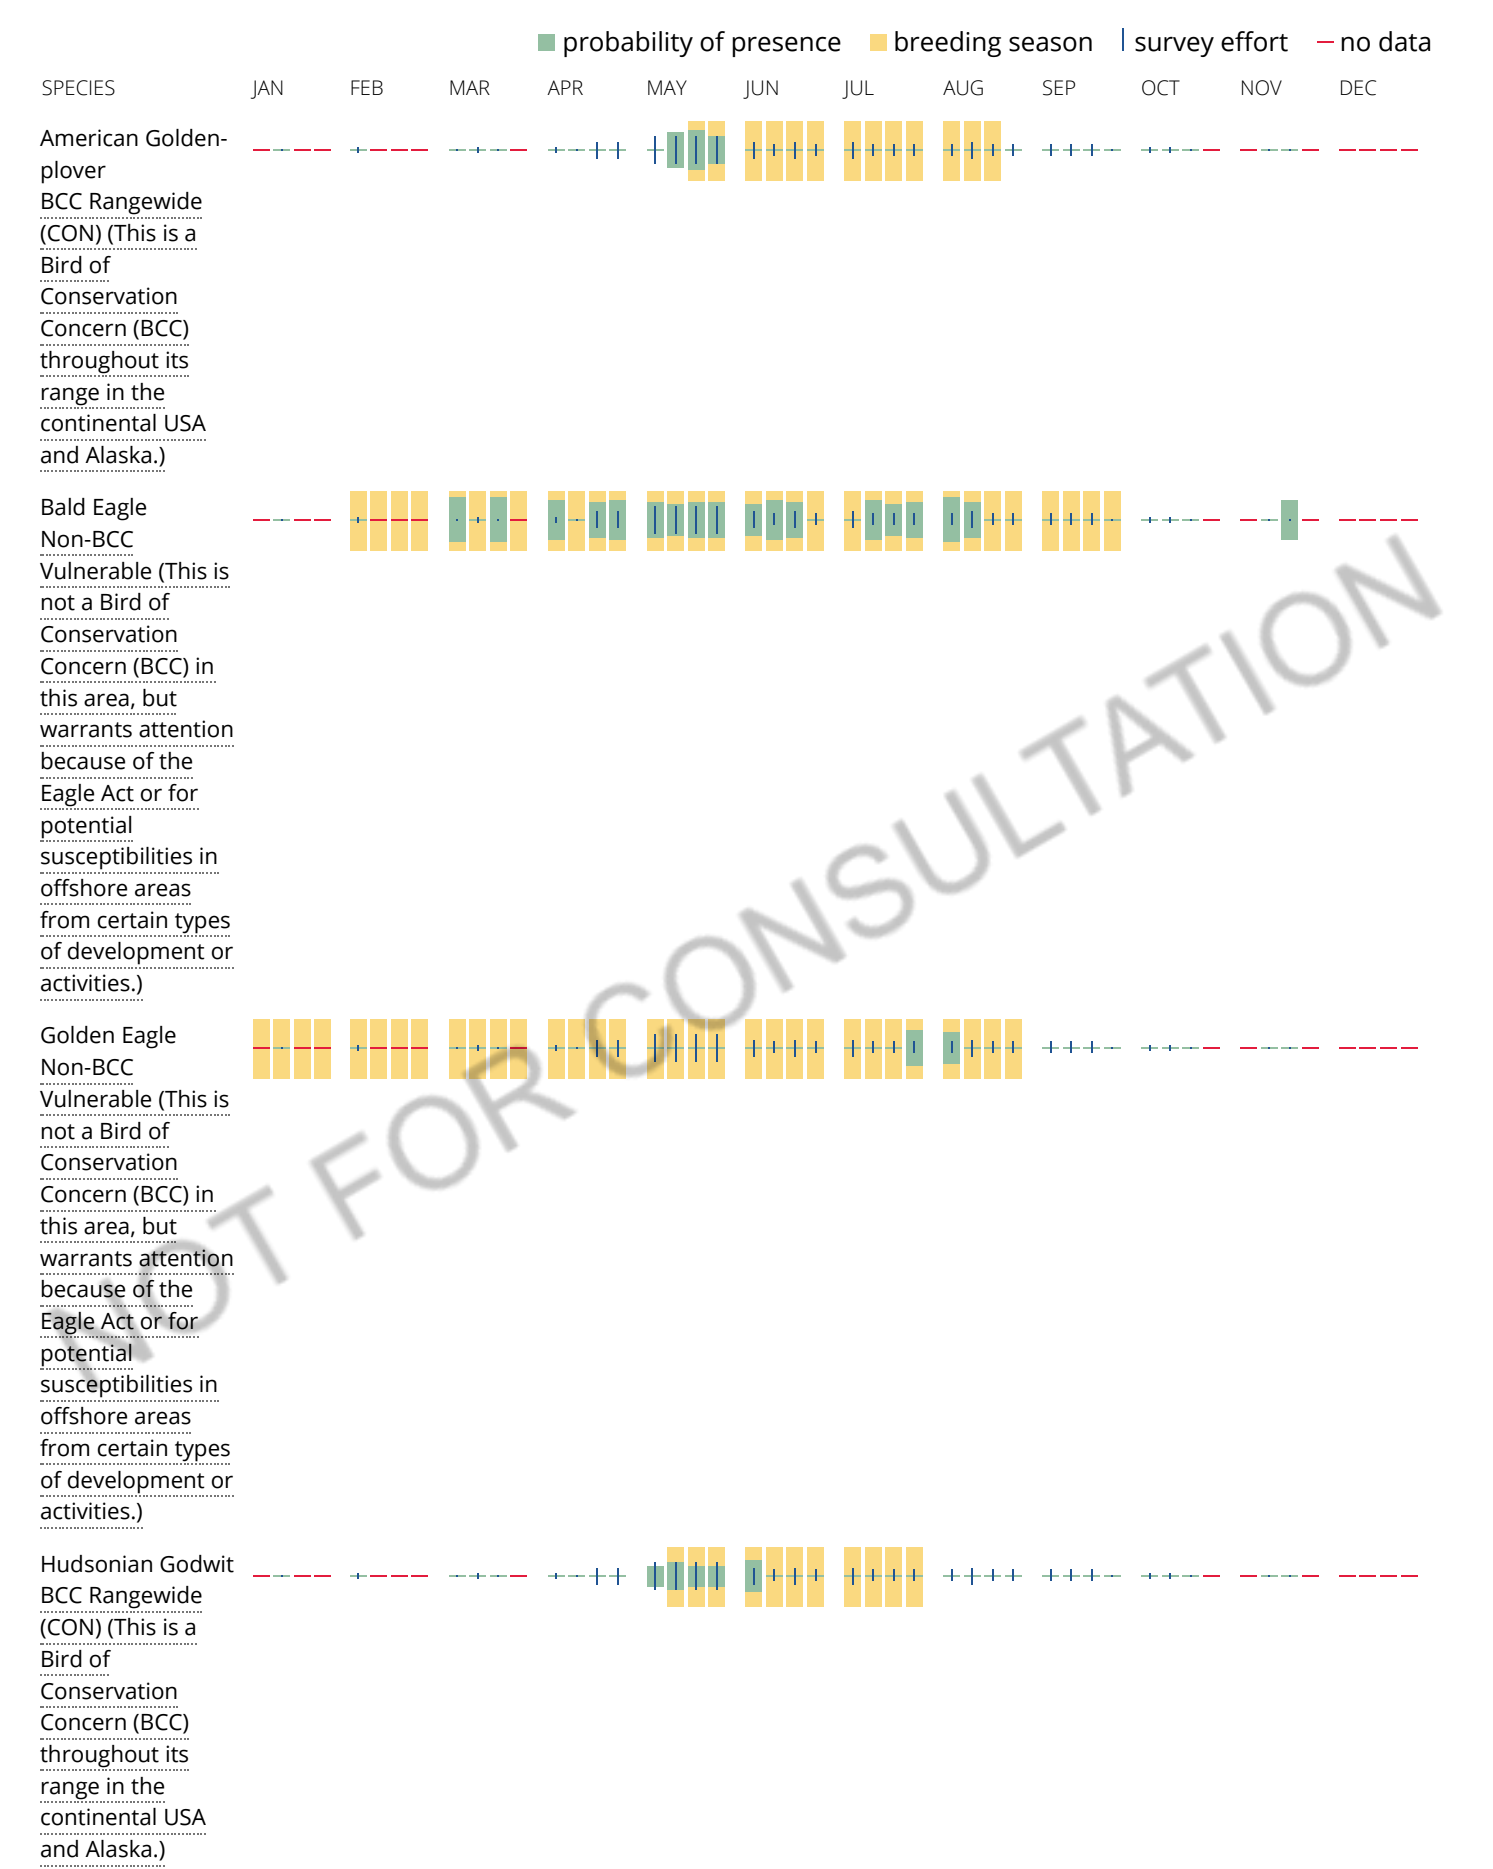 probability of presence breeding season survey effort no data
SPECIES JAN FEB MAR APR MAY JUN JUL AUG SEP OCT NOV DEC
American Golden-
plover
BCC Rangewide
(CON) (This is a
Bird of
Conservation
Concern (BCC)
throughout its
range in the
continental USA
and Alaska.)
Bald Eagle
Non-BCC
Vulnerable (This is
not a Bird of
Conservation
Concern (BCC) in
this area, but
warrants attention
because of the
Eagle Act or for
potential
susceptibilities in
offshore areas
from certain types
of development or
activities.)
Golden Eagle
Non-BCC
Vulnerable (This is
not a Bird of
Conservation
Concern (BCC) in
this area, but
warrants attention
because of the
Eagle Act or for
potential
susceptibilities in
offshore areas
from certain types
of development or
activities.)
Hudsonian Godwit
BCC Rangewide
(CON) (This is a
Bird of
Conservation
Concern (BCC)
throughout its
range in the
continental USA
and Alaska.)
NOT FOR CONSULTATION